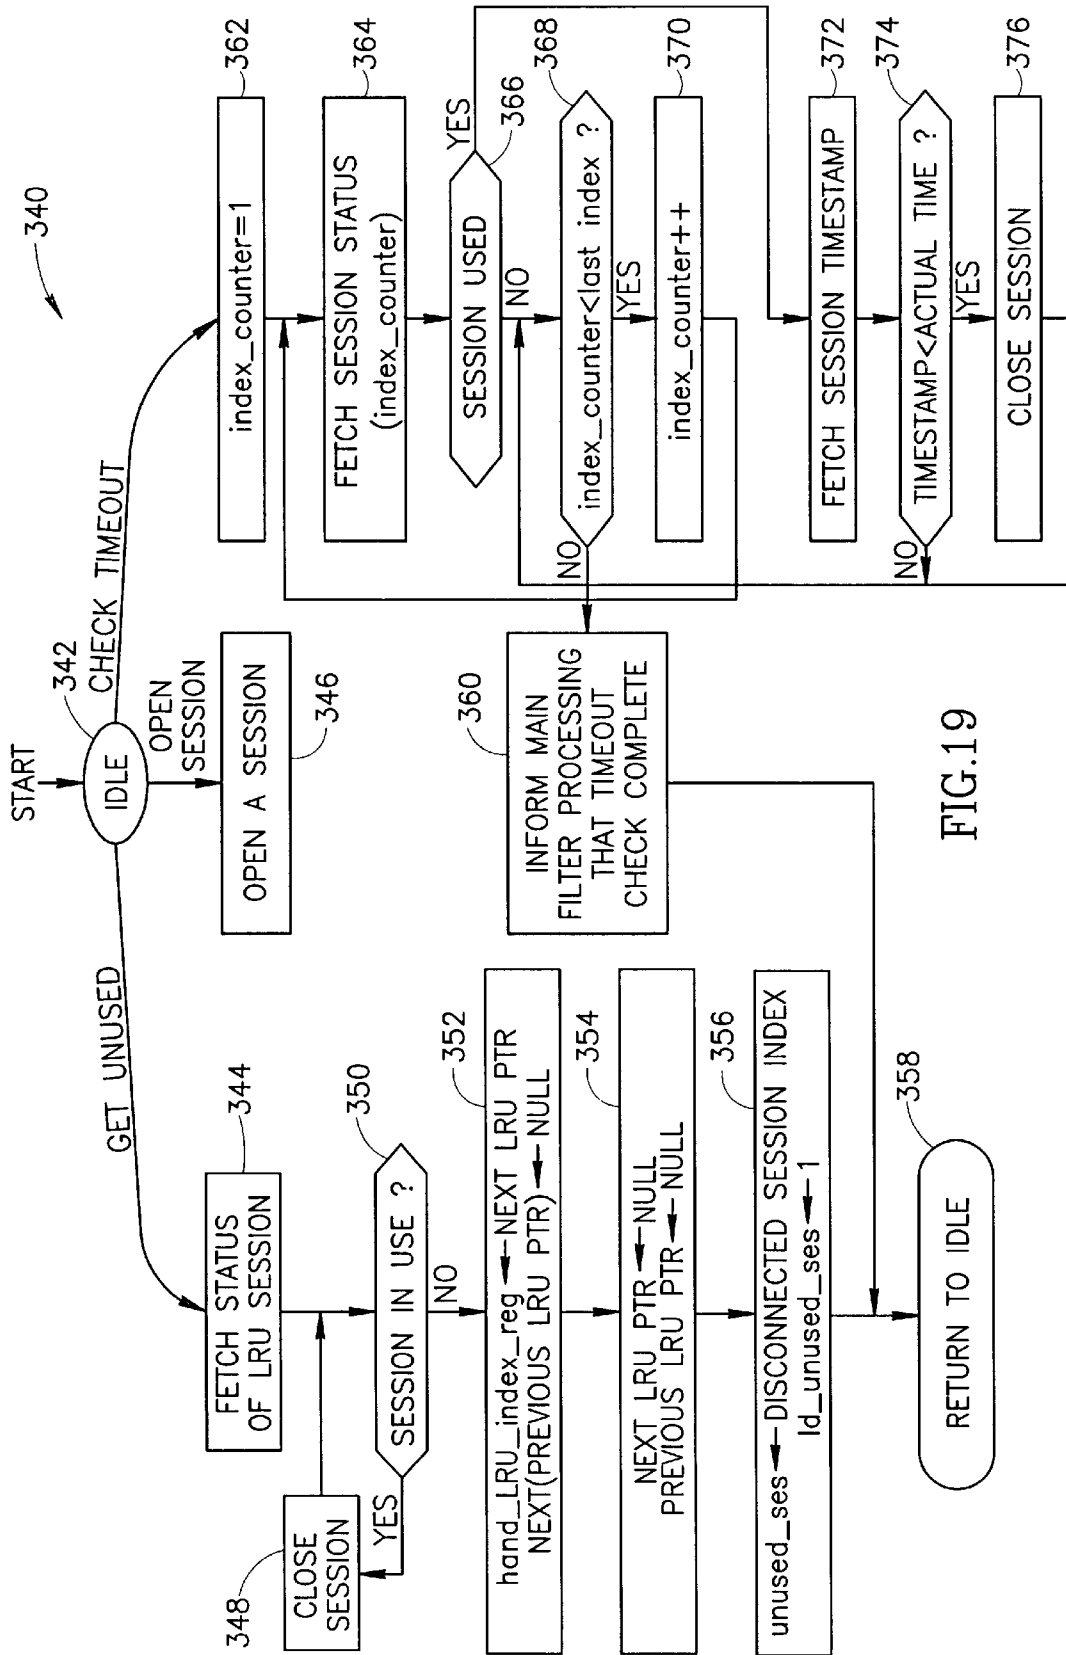 340
START
IDLE
342
GET UNUSED
OPEN
SESSION
CHECK TIMEOUT
FETCH STATUS
OF LRU SESSION
344
CLOSE
SESSION
348
SESSION IN USE ?
350
YES
NO
hand_LRU_index_reg←NEXT LRU PTR
NEXT(PREVIOUS LRU PTR)←NULL
352
NEXT LRU PTR←NULL
PREVIOUS LRU PTR←NULL
354
unused_ses←DISCONNECTED SESSION INDEX
ld_unused_ses←1
356
RETURN TO IDLE
358
OPEN A SESSION
346
INFORM MAIN
FILTER PROCESSING
THAT TIMEOUT
CHECK COMPLETE
360
index_counter=1
362
FETCH SESSION STATUS
(index_counter)
364
SESSION USED
366
YES
NO
index_counter<last index ?
368
NO
YES
index_counter++
370
FETCH SESSION TIMESTAMP
372
TIMESTAMP<ACTUAL TIME ?
374
NO
YES
CLOSE SESSION
376
FIG.19